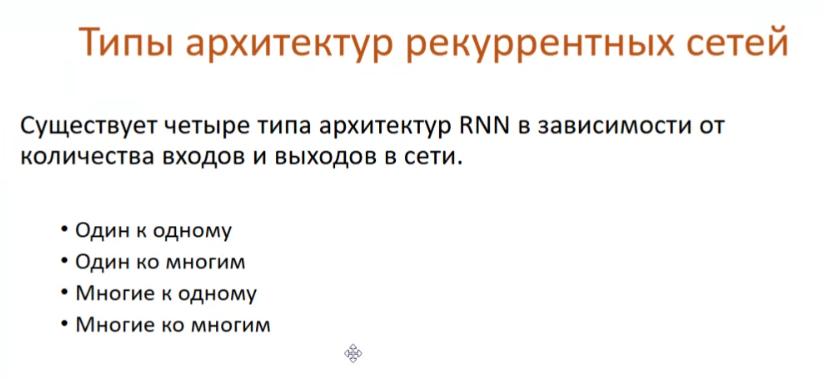 Типы архитектур рекуррентных сетей
Существует четыре типа архитектур RNN в зависимости от
количества входов и выходов в сети.
• Один к одному
• Один ко многим
• Многие к одному
• Многие ко многим